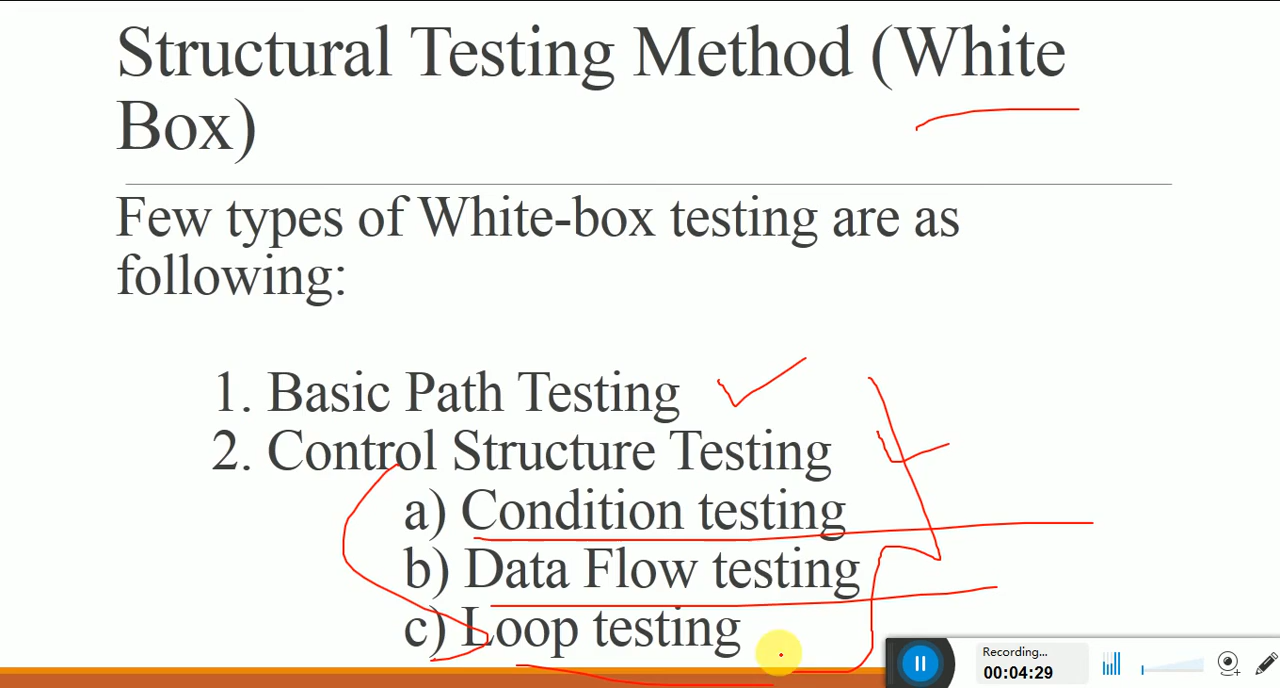 Structural Testing Method (White
Box)
Few types of White-box testing are as
following:
1. Basic Path Testing
2. Control Structure Testing
a) Condition testing
b) Data Flow testing
c) Loop testing
Recording...
00:04:29